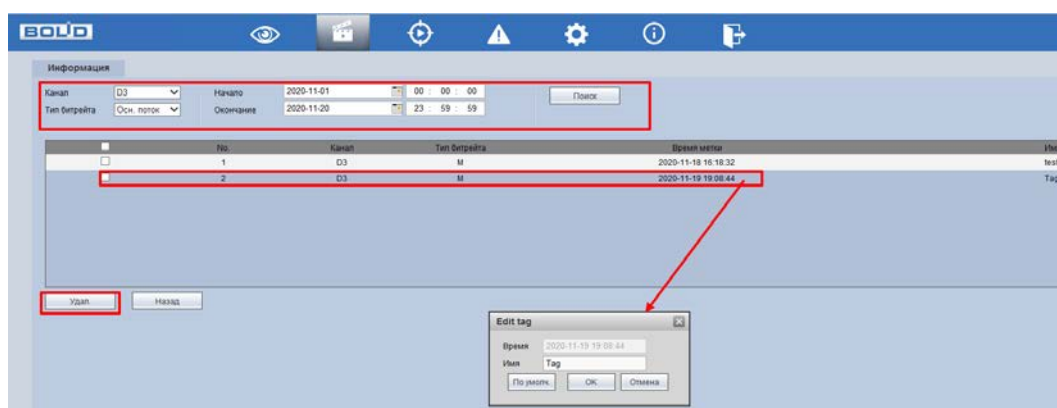 BOLID
Информация
Канал D3 Начало 2020-11-01 00 : 00 : 00 Поиск
Тип битрейта Осн. поток Окончание 2020-11-20 23 : 59 : 59
No. Канал Тип битрейта Время метки Имя
1 D3 M 2020-11-18 16:18:32 test
2 D3 M 2020-11-19 19:08:44 Tag
Удал. Назад
Edit tag
Время 2020-11-19 19:08:44
Имя Tag
По умолч. OK Отмена